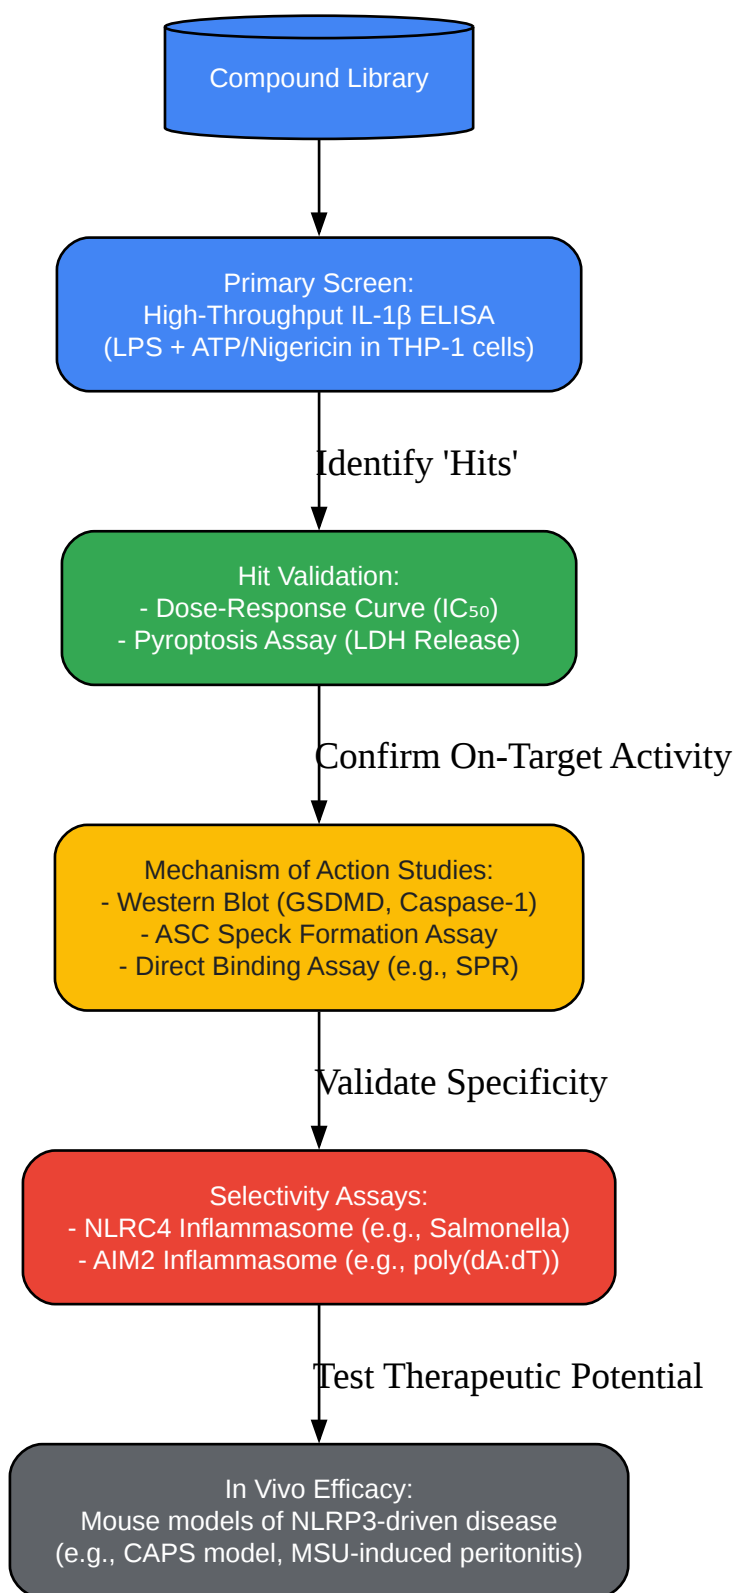 Compound Library
Primary Screen:
High-Throughput IL-1β ELISA
(LPS + ATP/Nigericin in THP-1 cells)
Identify 'Hits'
Hit Validation:
- Dose-Response Curve (IC₅₀)
- Pyroptosis Assay (LDH Release)
Confirm On-Target Activity
Mechanism of Action Studies:
- Western Blot (GSDMD, Caspase-1)
- ASC Speck Formation Assay
- Direct Binding Assay (e.g., SPR)
Validate Specificity
Selectivity Assays:
- NLRC4 Inflammasome (e.g., Salmonella)
- AIM2 Inflammasome (e.g., poly(dA:dT))
Test Therapeutic Potential
In Vivo Efficacy:
Mouse models of NLRP3-driven disease
(e.g., CAPS model, MSU-induced peritonitis)